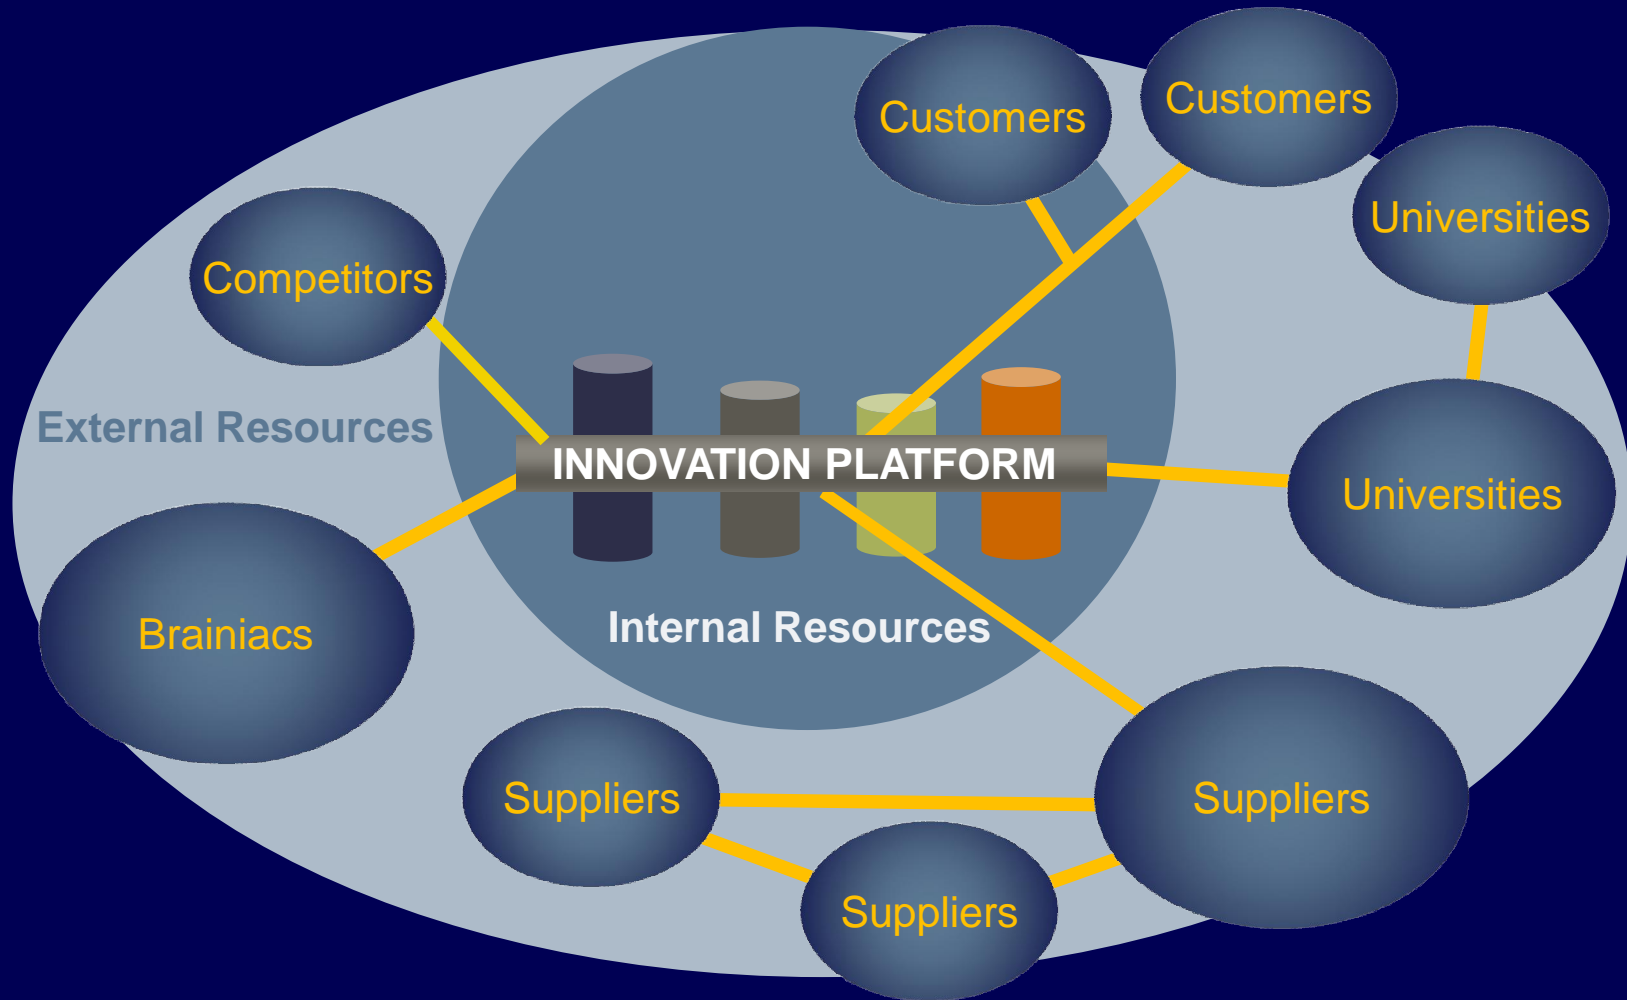 Customers
Customers
Universities
Competitors
External Resources
INNOVATION PLATFORM
Universities
Internal Resources
Brainiacs
Suppliers
Suppliers
Suppliers